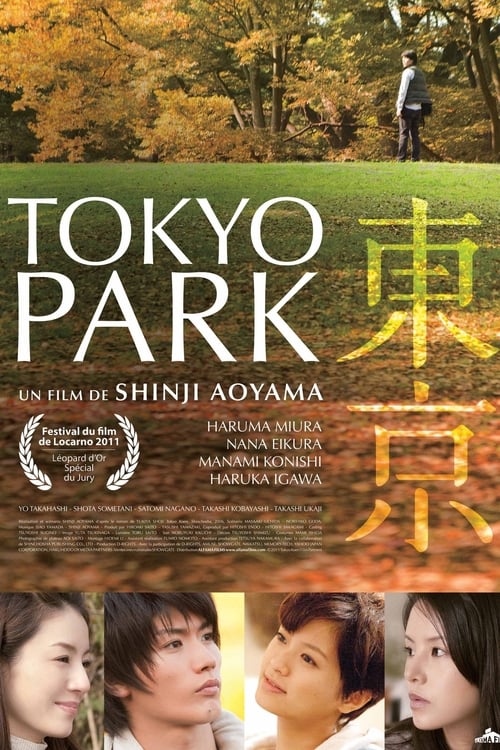 TOKYO
PARK
東
京
UN FILM DE SHINJI AOYAMA
Festival du film
de Locarno 2011
Léopard d'Or
Spécial
du Jury
HARUMA MIURA
NANA EIKURA
MANAMI KONISHI
HARUKA IGAWA
YO TAKAHASHI - SHOTA SOMETANI - SATOMI NAGANO - TAKASHI KOBAYASHI - TAKASHI UKAJI